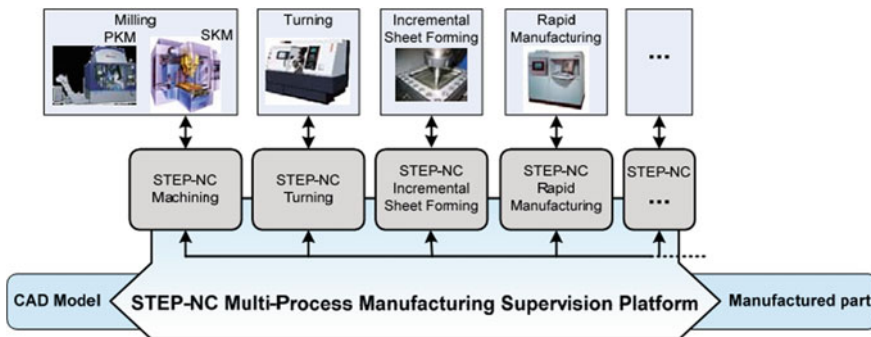 Milling
PKM
SKM
Turning
Incremental
Sheet Forming
Rapid
Manufacturing
...
STEP-NC
Machining
STEP-NC
Turning
STEP-NC
Incremental
Sheet Forming
STEP-NC
Rapid
Manufacturing
STEP-NC
...
CAD Model
STEP-NC Multi-Process Manufacturing Supervision Platform
Manufactured part